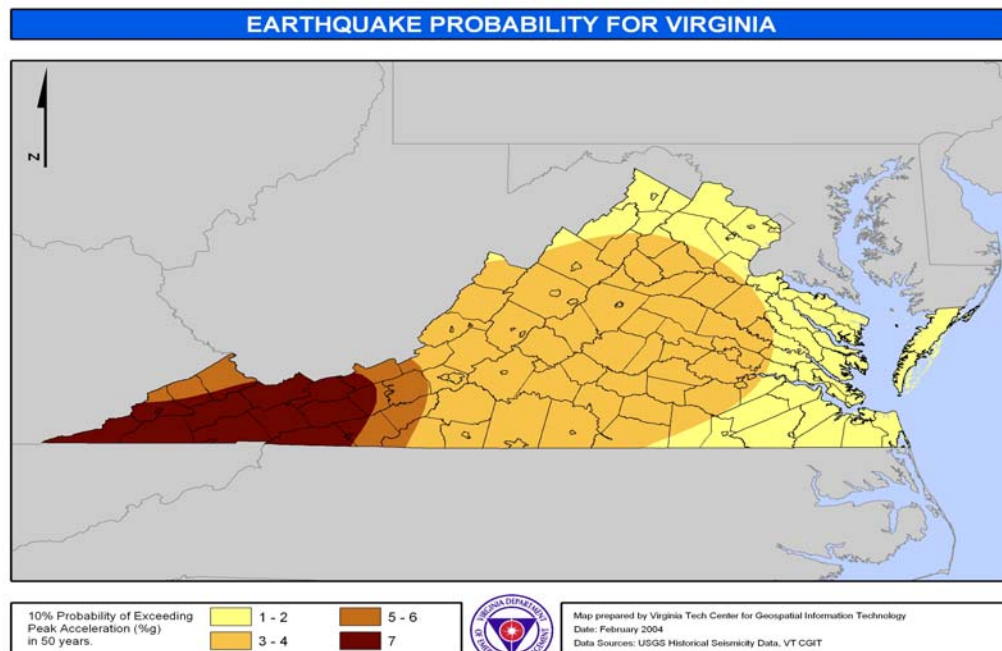 EARTHQUAKE PROBABILITY FOR VIRGINIA
N
10% Probability of Exceeding
Peak Acceleration (%g)
in 50 years.
1 - 2
3 - 4
5 - 6
7
VIRGINIA DEPARTMENT
Map prepared by Virginia Tech Center for Geospatial Information Technology
Date: February 2004
Data Sources: USGS Historical Seismicity Data, VT CGIT